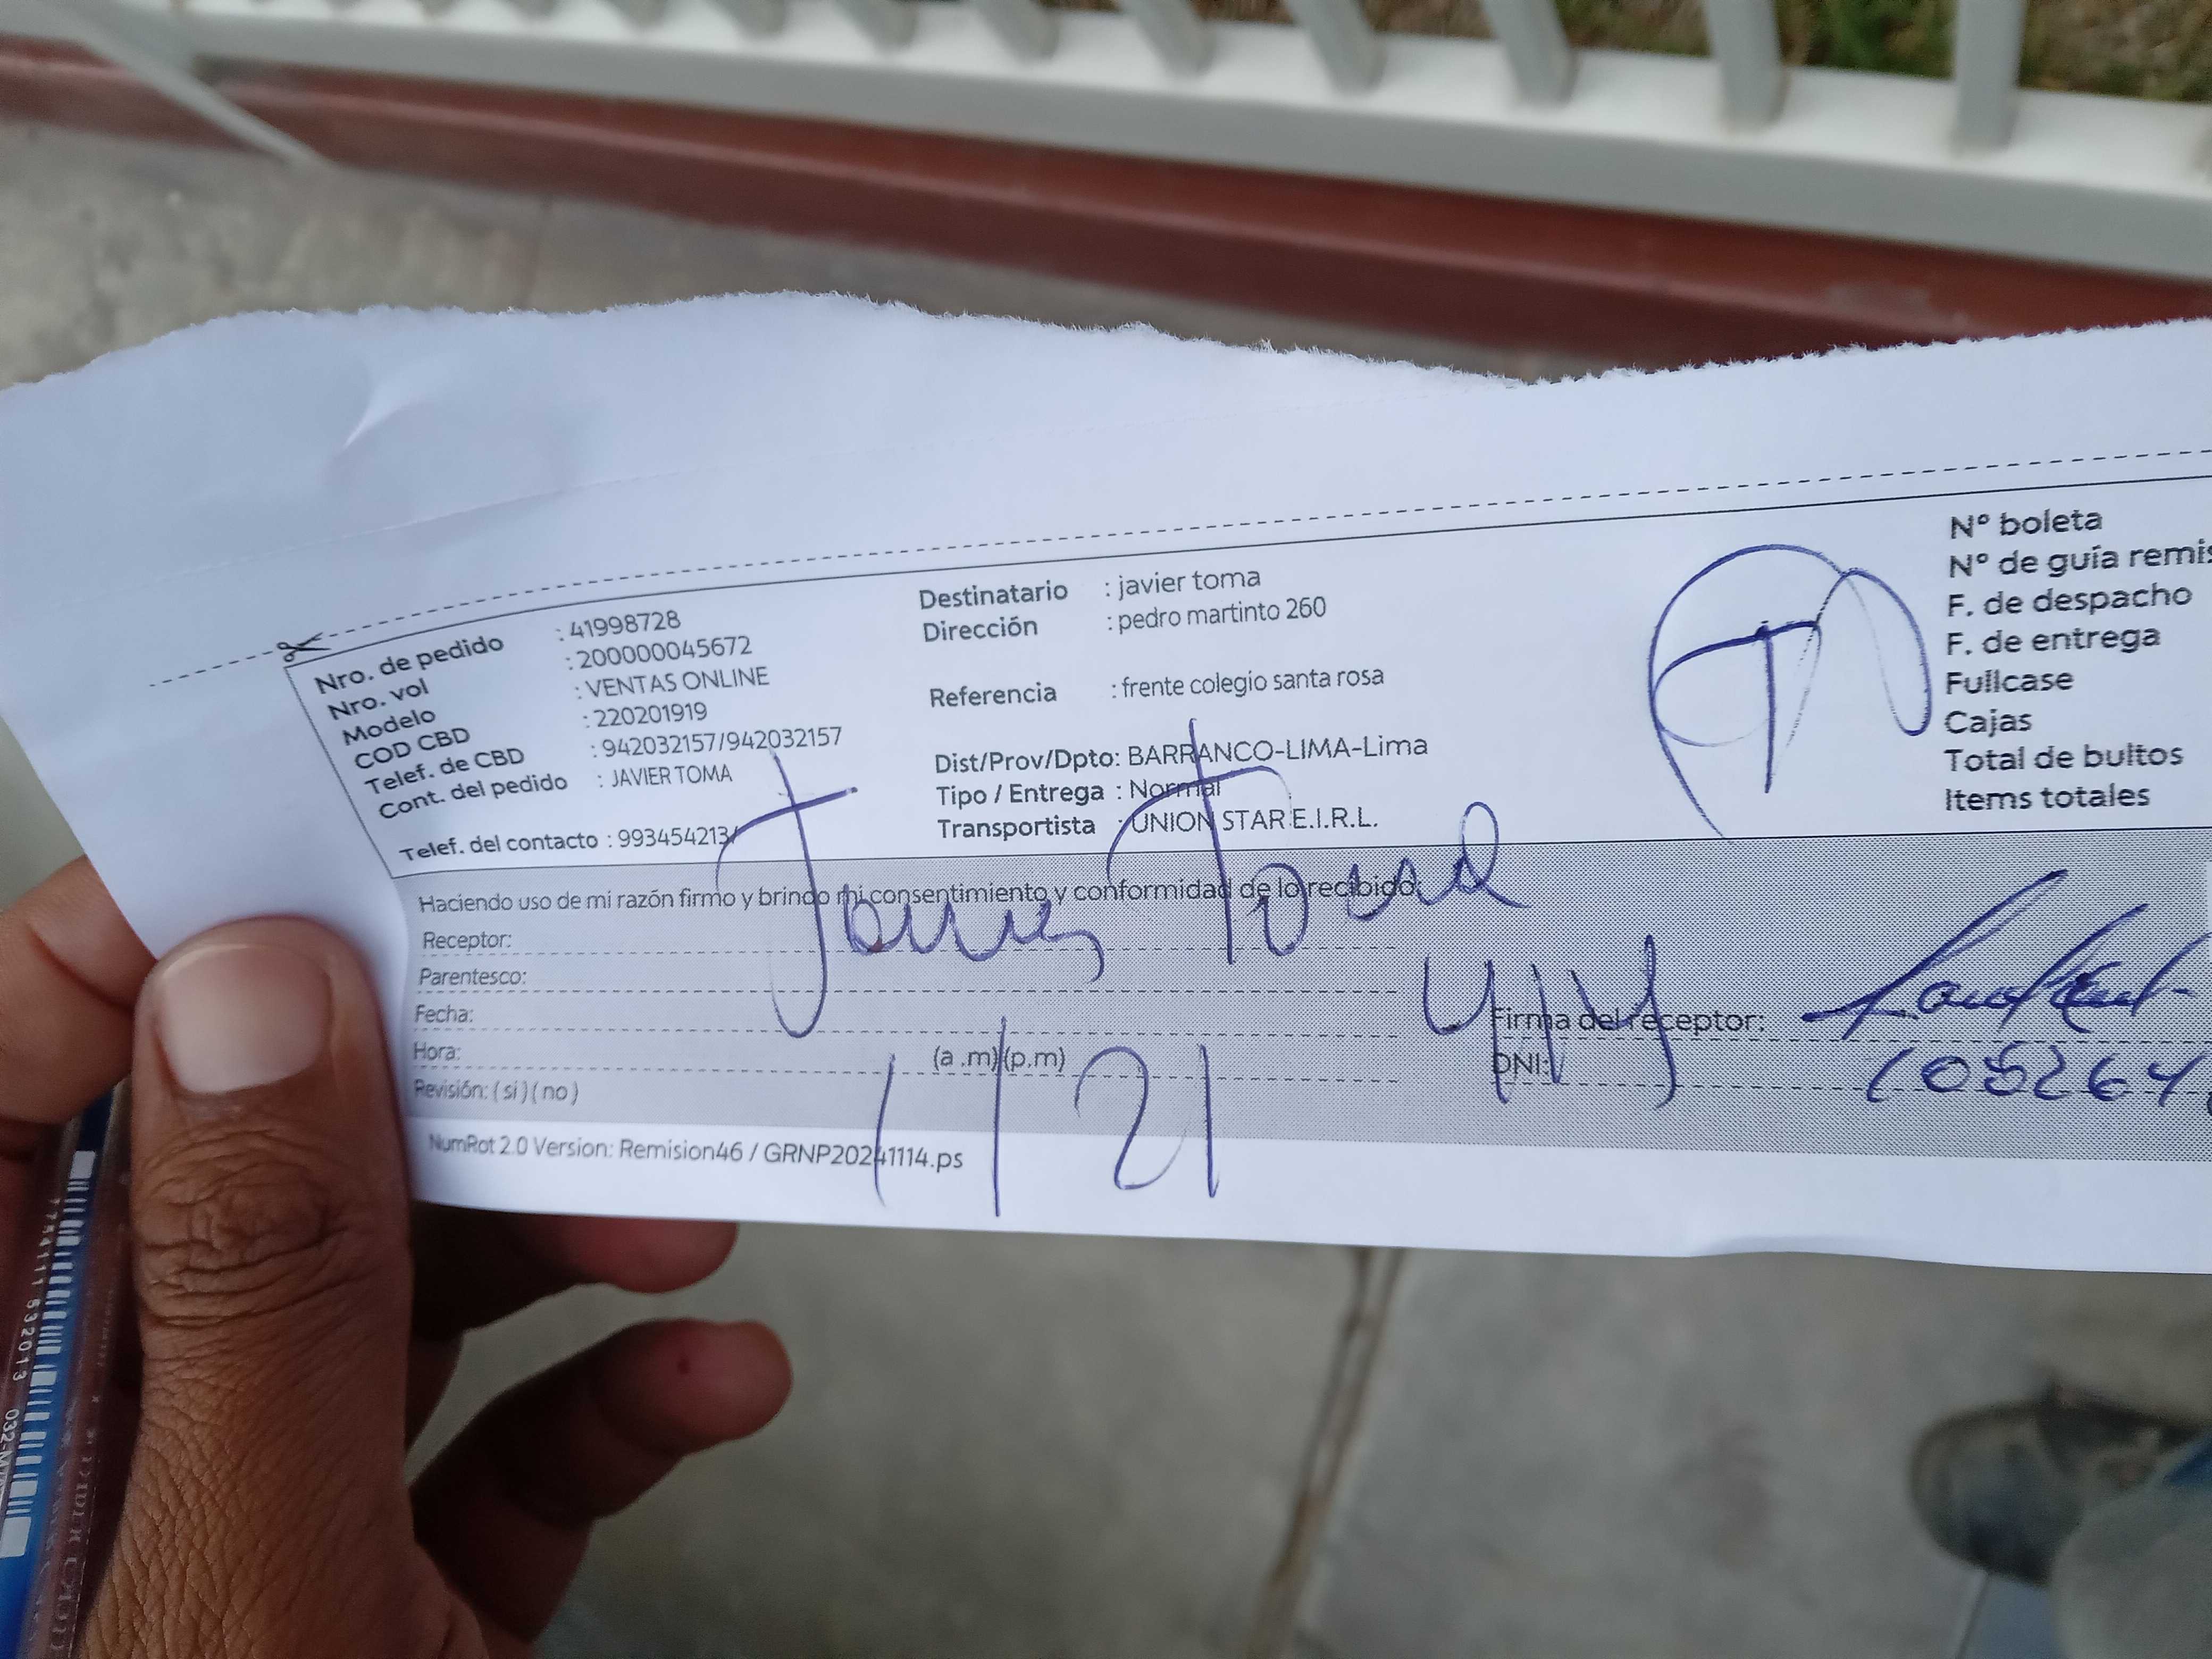 Nro. de pedido : 41998728
Nro. vol : 200000045672
Modelo : VENTAS ONLINE
COD CBD : 220201919
Telef. de CBD : 942032157/942032157
Cont. del pedido : JAVIER TOMA
Telef. del contacto : 993454213/
Destinatario : javier toma
Dirección : pedro martinto 260
Referencia : frente colegio santa rosa
Dist/Prov/Dpto: BARRANCO-LIMA-Lima
Tipo / Entrega : Normal
Transportista : UNION STAR E.I.R.L.
Nº boleta
Nº de guía remis
F. de despacho
F. de entrega
Fullcase
Cajas
Total de bultos
Items totales
Haciendo uso de mi razón firmo y brindo mi consentimiento y conformidad de lo recibido.
Receptor:
Toma
Parentesco:
Fecha:
Firma del receptor:
Hora: (a .m)(p.m)
DNI:
Revisión: ( si ) ( no )
NumRot 2.0 Version: Remision46 / GRNP20241114.ps